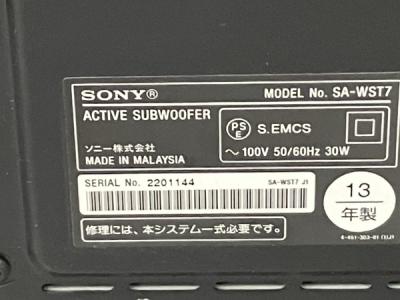 SONY® MODEL No. SA-WST7
ACTIVE SUBWOOFER
PS E S.EMCS
ソニー株式会社
MADE IN MALAYSIA
～100V 50/60Hz 30W
SERIAL No. 2201144 SA-WST7 J1
13
年製
修理には、本システム一式必要です。